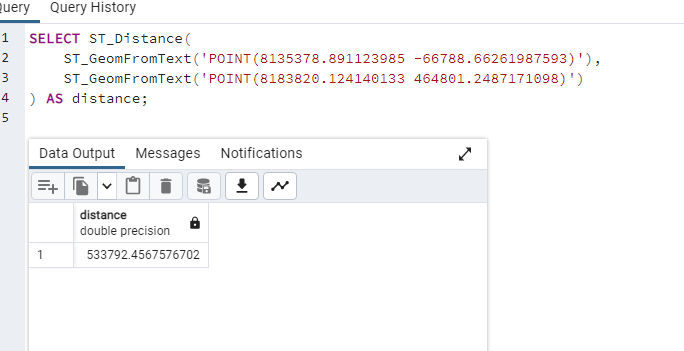 Query
Query History
1 SELECT ST_Distance(
2 ST_GeomFromText('POINT(8135378.891123985 -66788.66261987593)'),
3 ST_GeomFromText('POINT(8183820.124140133 464801.2487171098)')
4 ) AS distance;
5
Data Output
Messages
Notifications
distance
double precision
1 533792.4567576702